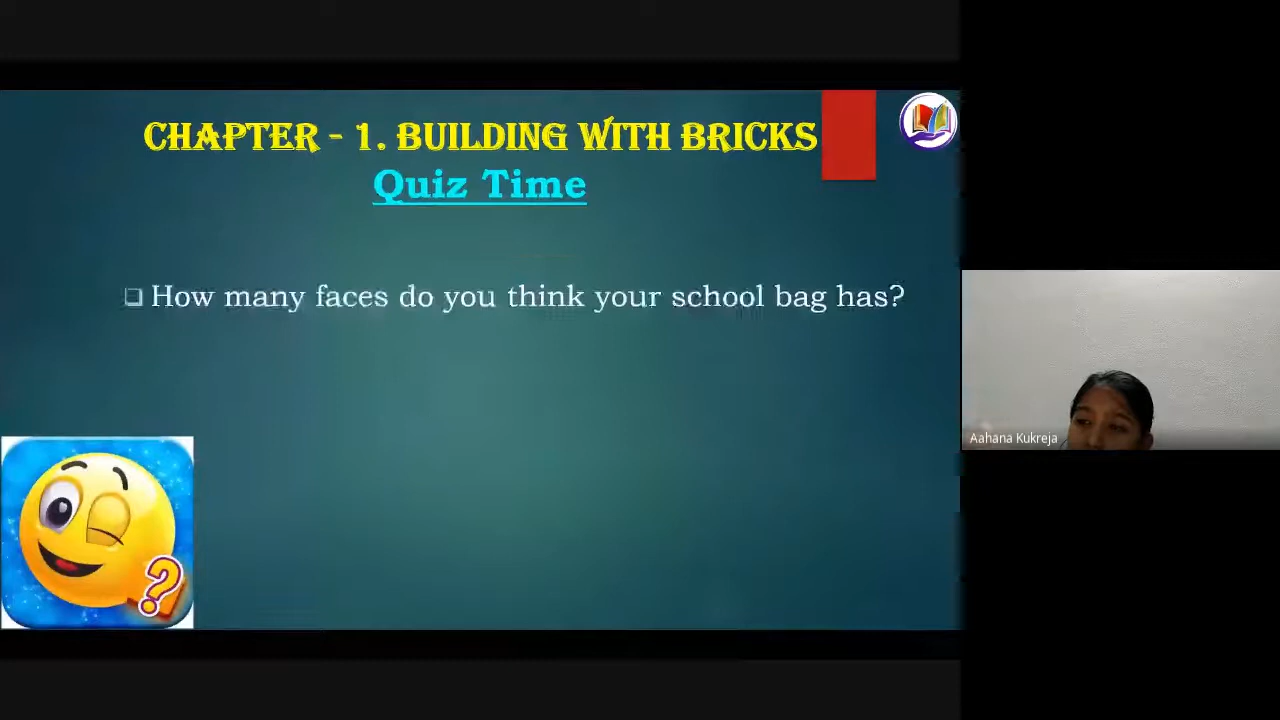 CHAPTER - 1. BUILDING WITH BRICKS
Quiz Time
❑ How many faces do you think your school bag has?
?
Aahana Kukreja